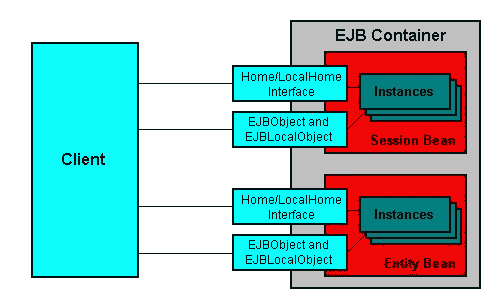 EJB Container
Home/LocalHome
Interface
Instances
EJBObject and
EJBLocalObject
Session Bean
Client
Home/LocalHome
Interface
Instances
EJBObject and
EJBLocalObject
Entity Bean